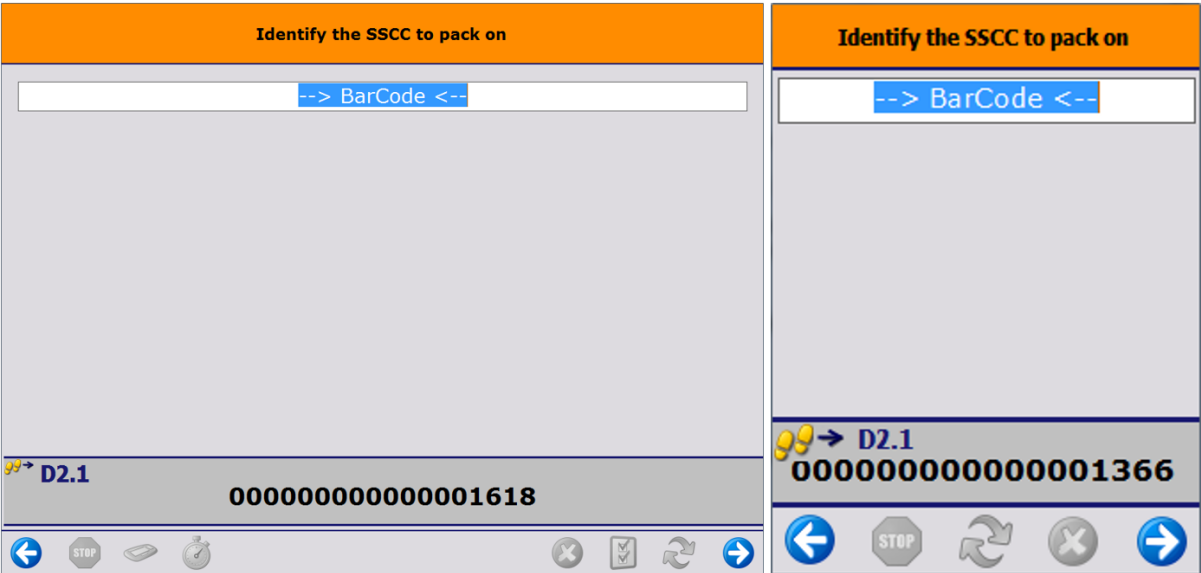 Identify the SSCC to pack on
--> BarCode <--
D2.1
000000000000001618
STOP
Identify the SSCC to pack on
--> BarCode <--
D2.1
000000000000001366
STOP